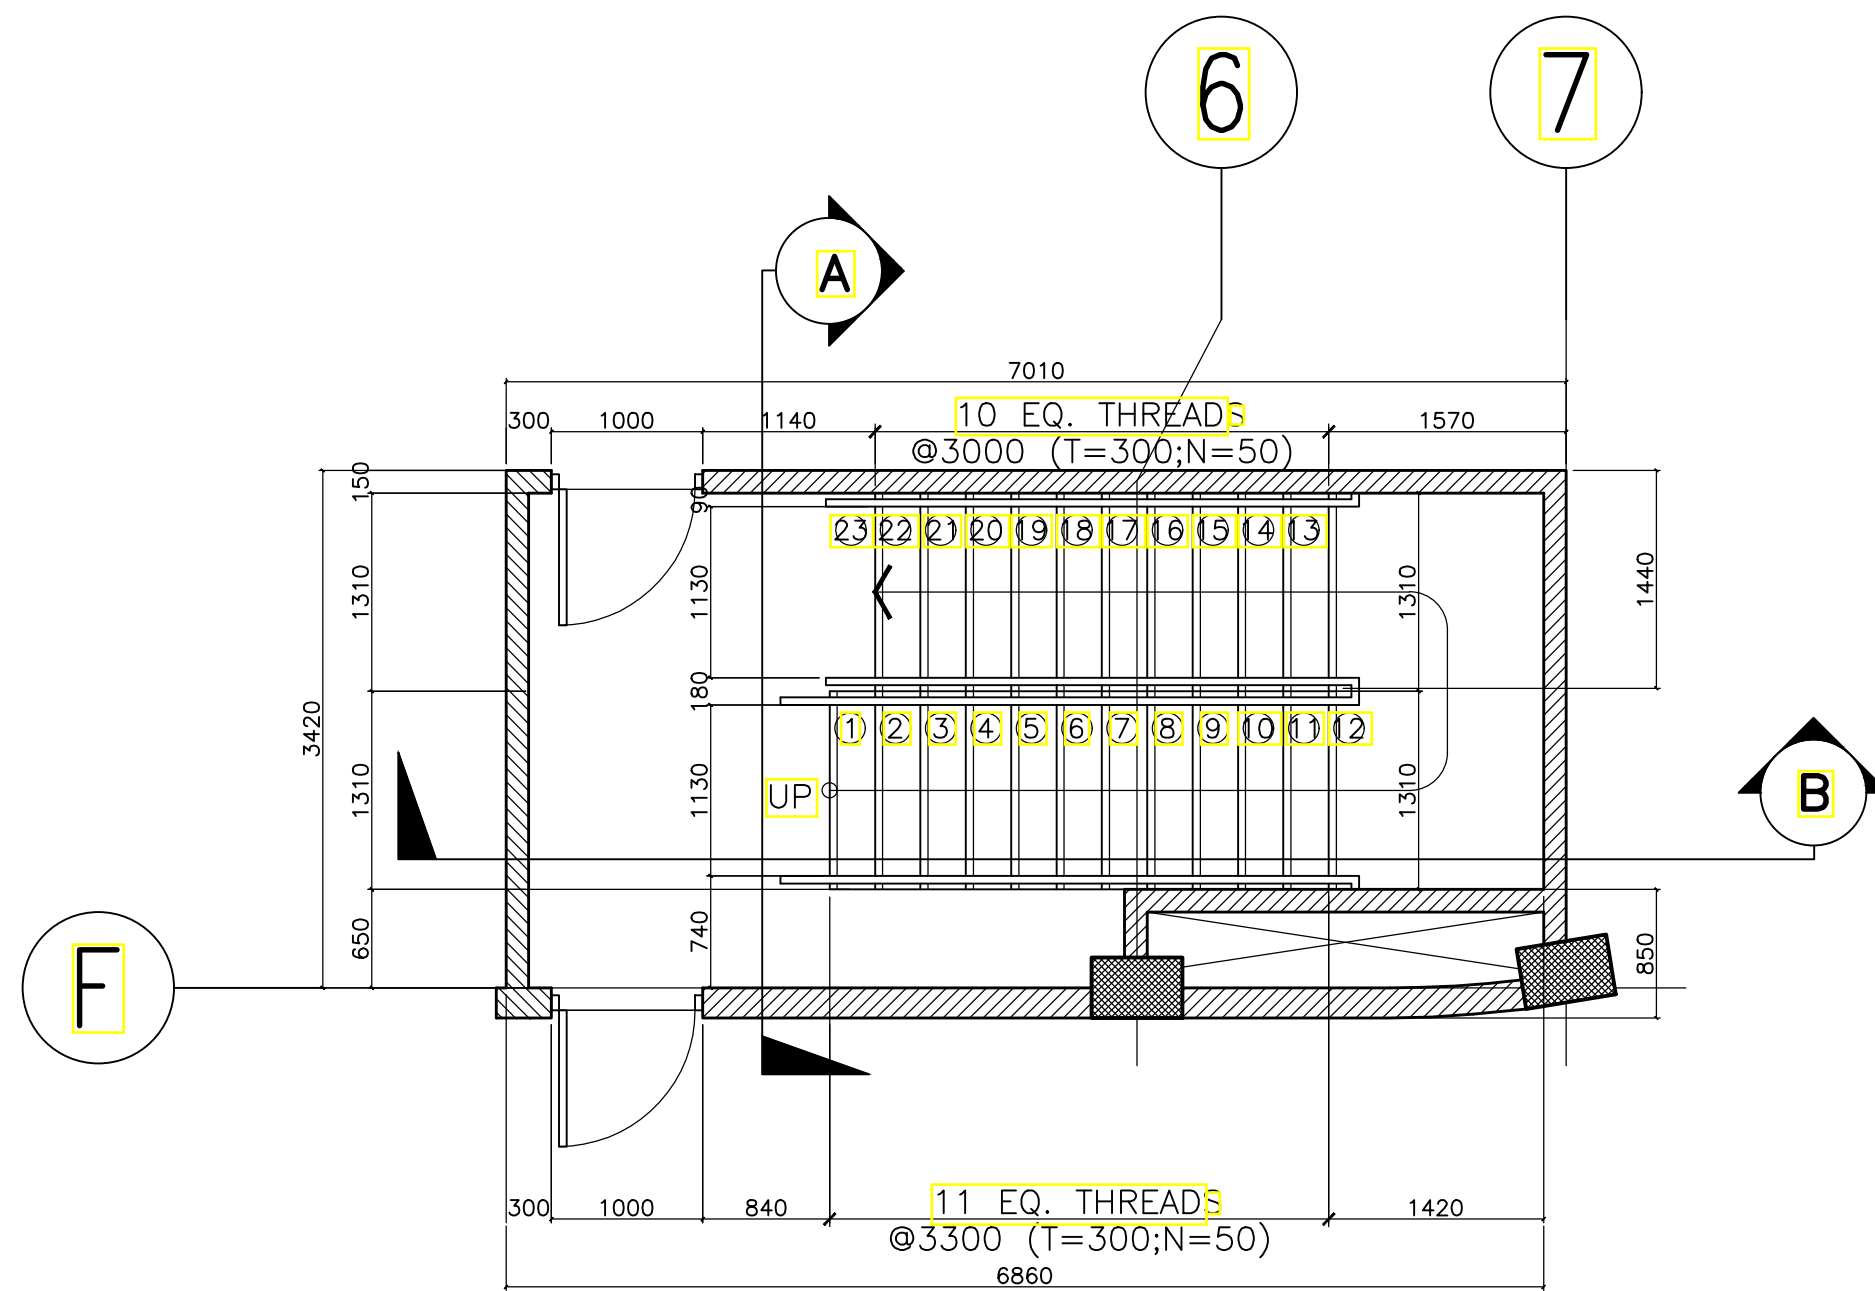 6 7
A
7010
300 1000 1140 10 EQ. THREADS 1570
@3000 (T=300;N=50)
150
90
23 22 21 20 19 18 17 16 15 14 13
1310 1130 1310 1440
180
3420
1 2 3 4 5 6 7 8 9 10 11 12
1310 1130 UP 1310 B
650 740 850
F
300 1000 840 11 EQ. THREADS 1420
@3300 (T=300;N=50)
6860